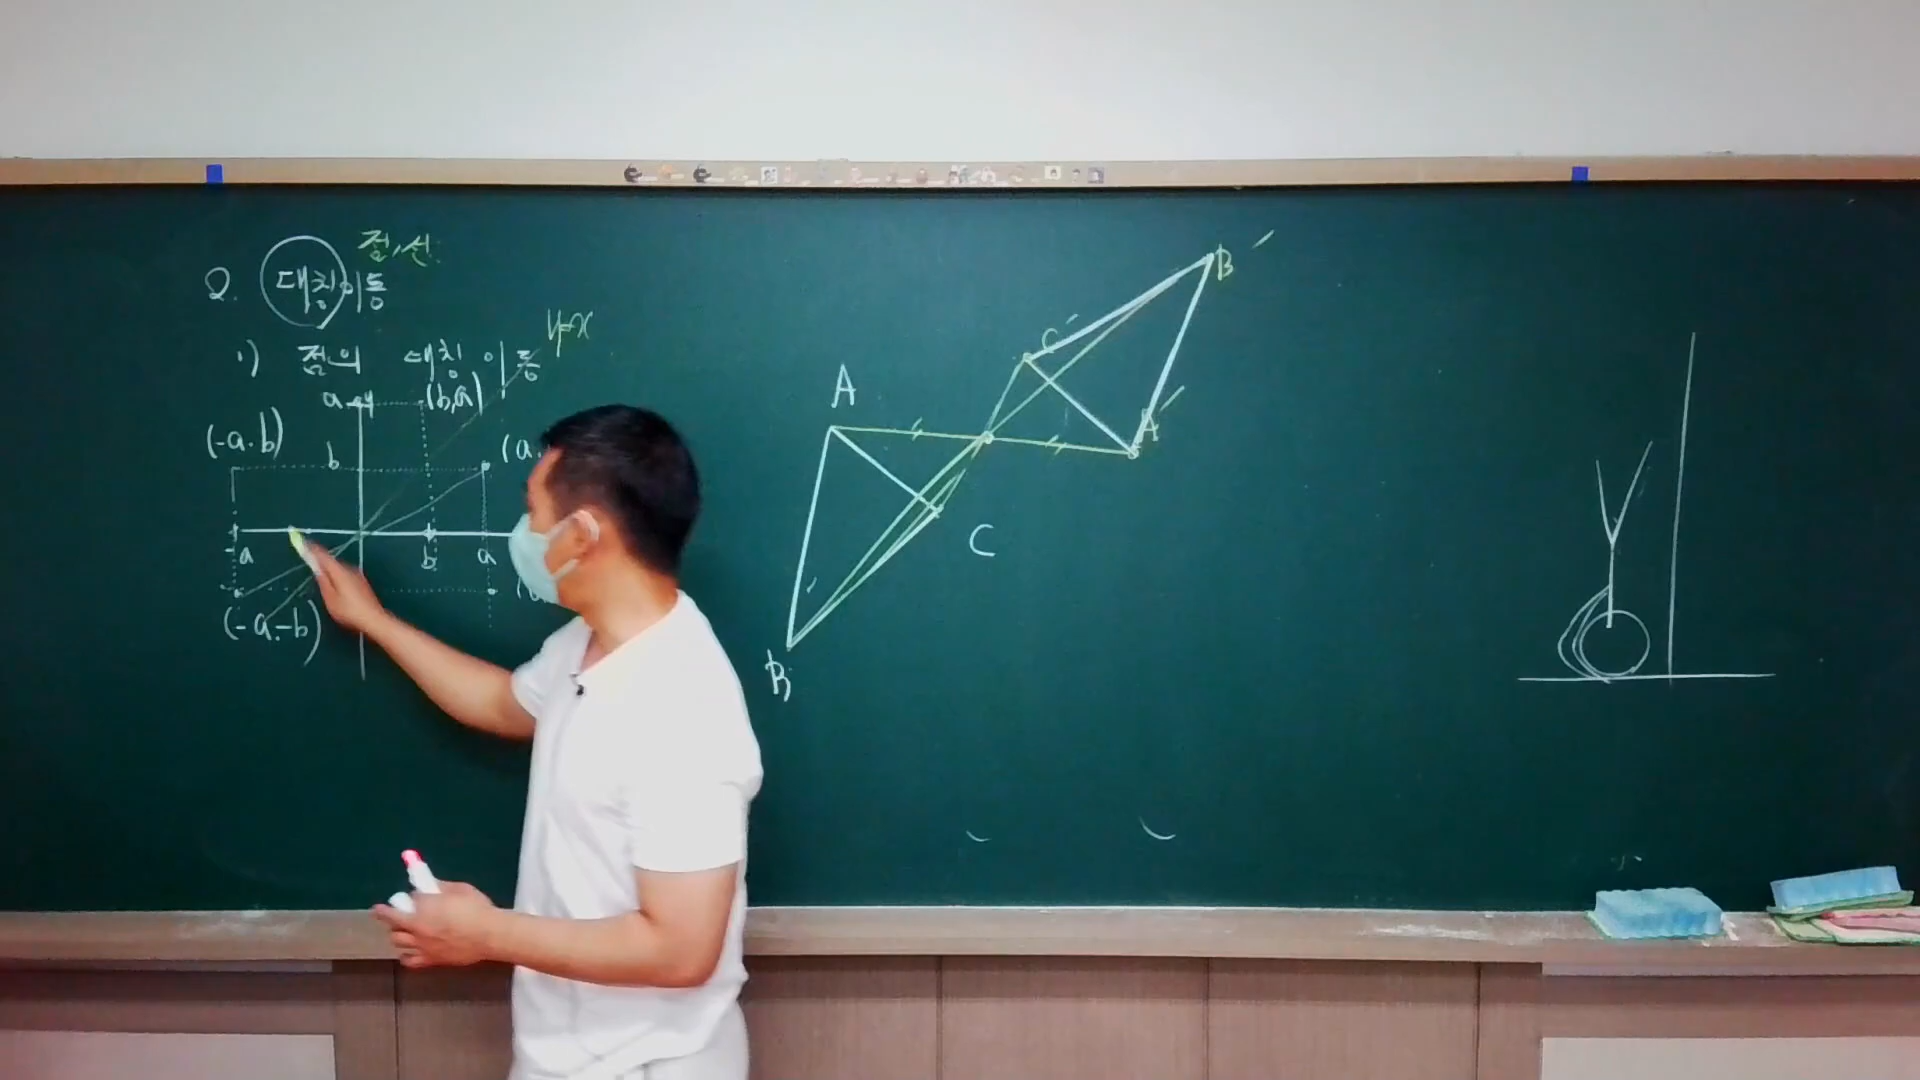 점, 선
2. 대칭이동
1) 점의 대칭이동
y=x
a y (b,a)
(-a.b) b (a.
-a b a
(-a.-b)
B′
C′
A A′
C
B